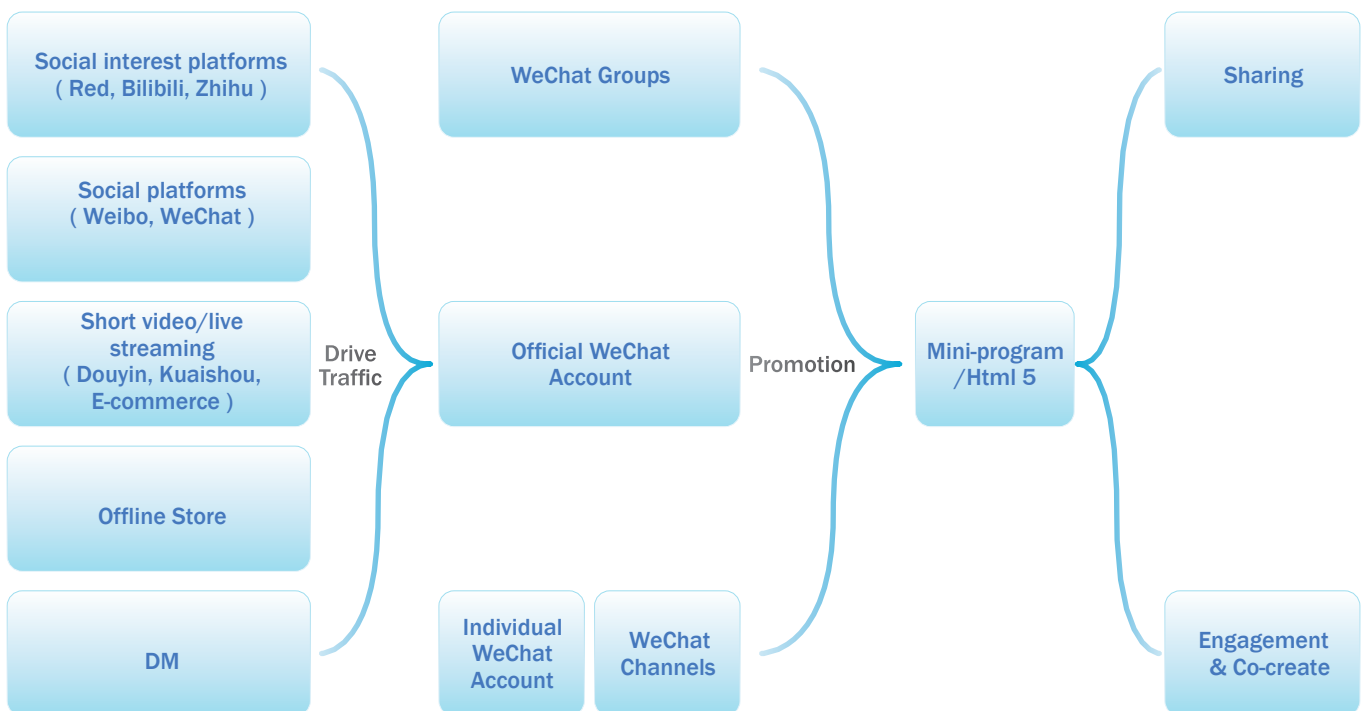 Social interest platforms
( Red, Bilibili, Zhihu )
Social platforms
( Weibo, WeChat )
Short video/live
streaming
( Douyin, Kuaishou,
E-commerce )
Offline Store
DM
Drive
Traffic
WeChat Groups
Official WeChat
Account
Individual
WeChat
Account
WeChat
Channels
Promotion
Mini-program
/Html 5
Sharing
Engagement
& Co-create